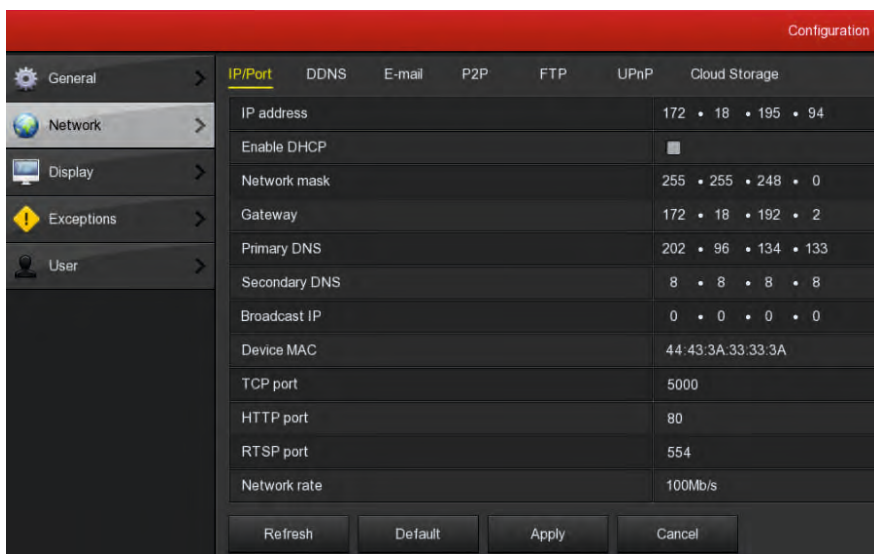 Configuration
General
Network
Display
Exceptions
User
IP/Port DDNS E-mail P2P FTP UPnP Cloud Storage
IP address 172 • 18 • 195 • 94
Enable DHCP
Network mask 255 • 255 • 248 • 0
Gateway 172 • 18 • 192 • 2
Primary DNS 202 • 96 • 134 • 133
Secondary DNS 8 • 8 • 8 • 8
Broadcast IP 0 • 0 • 0 • 0
Device MAC 44:43:3A:33:33:3A
TCP port 5000
HTTP port 80
RTSP port 554
Network rate 100Mb/s
Refresh Default Apply Cancel